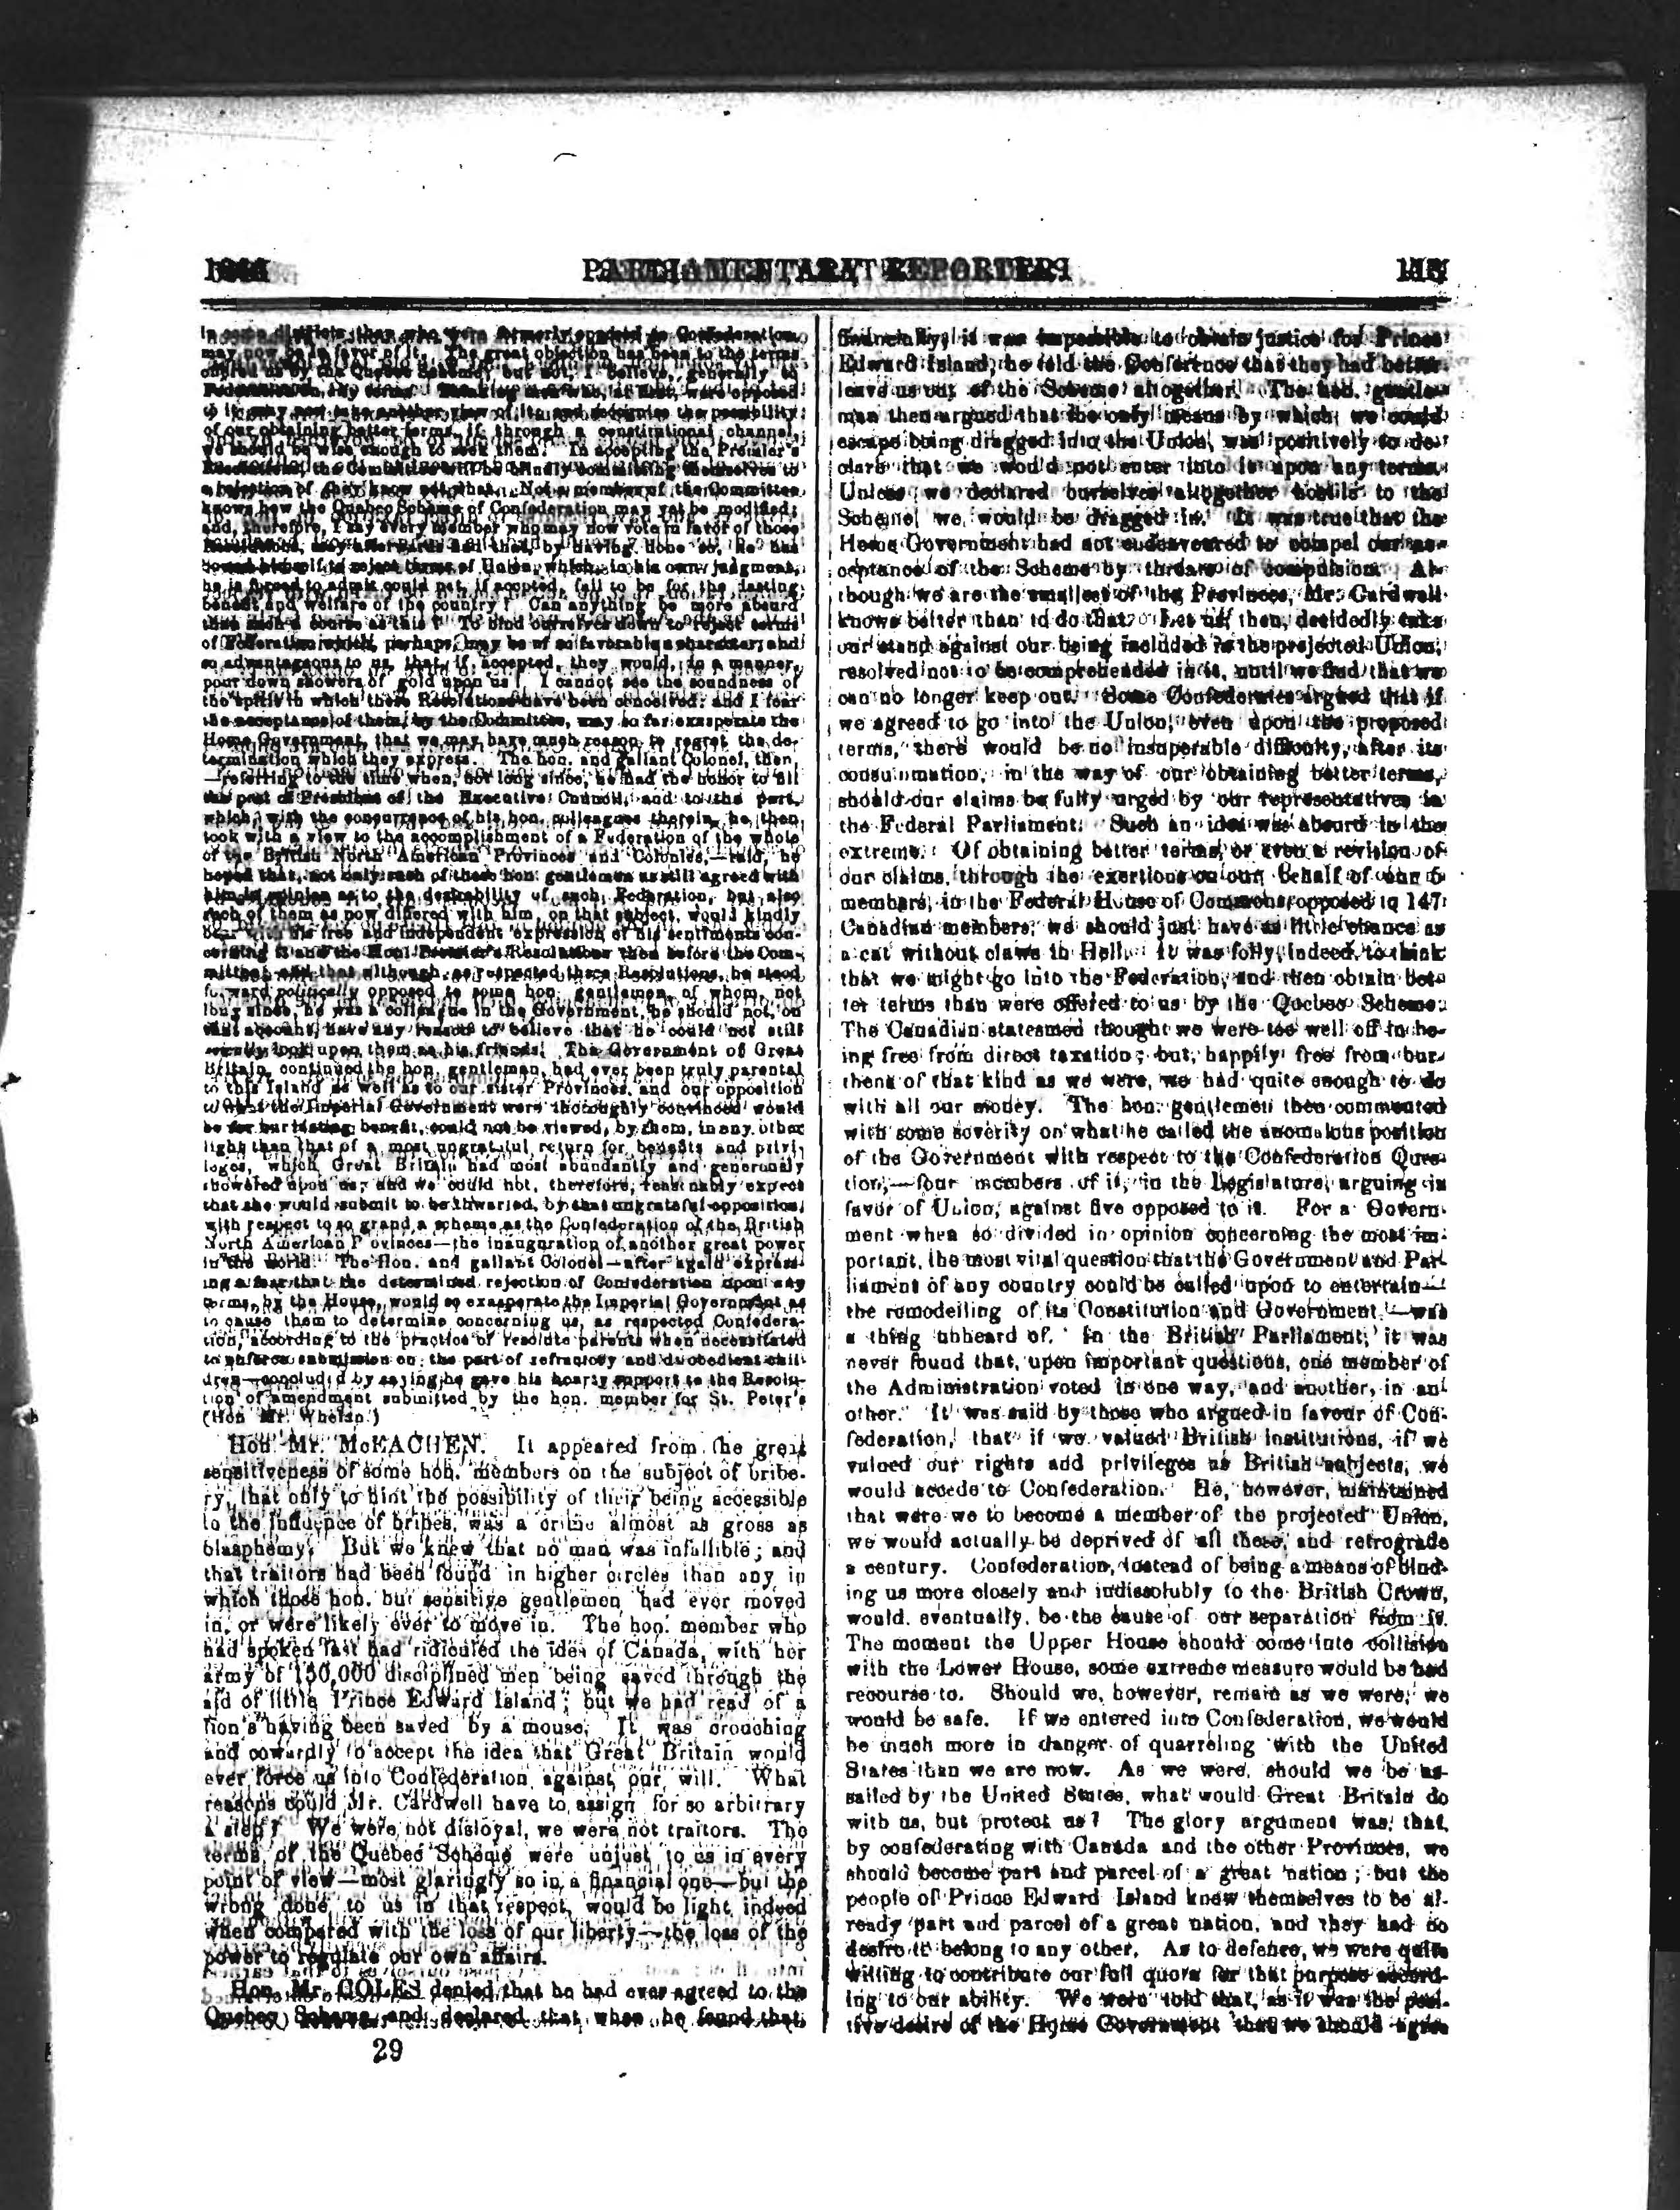 PARLIAMENTARY REPORTER
In some districts, then who were formerly opposed to Confederation,
may now be in favor of it. The great objection has been to the terms
offered us by the Quebec Scheme; but not, I believe, generally to
of our obtaining better terms, if, through a constitutional channel,
we should be wise enough to seek them. In accepting the Premier's
a rejection of they know not what. Not a member of the Committee
knows how the Quebec Scheme of Confederation may yet be modified;
and, therefore, I say every member who may now vote in favor of those
Resolutions, may afterwards find that, by having done so, he has
bound himself to reject terms of Union, which, in his own judgment,
he is forced to admit could not, if accepted, fail to be for the lasting
benefit and welfare of the country! Can anything be more absurd
than such a course as this? To bind ourselves down to reject terms
of Federation which, perhaps, may be of so favorable a character, and
so advantageous to us, that, if accepted, they would, in a manner,
pour down showers of gold upon us! I cannot see the soundness of
the spirit in which these Resolutions have been conceived; and I fear
the acceptance of them, by the Committee, may so far exasperate the
Home Government, that we may have much reason to regret the de-
termination which they express. The hon. and gallant Colonel, then,
—referring to the time when, not long since, he had the honor to fill
the post of President of the Executive Council, and to the part,
which, with the concurrence of his hon. colleagues therein, he then
took with a view to the accomplishment of a Federation of the whole
of the British North American Provinces and Colonies,—said, he
hoped that, not only such of those hon. gentlemen as still agreed with
him in opinion as to the desirability of such Federation, but also
such of them as now differed with him, on that subject, would kindly
bear with his free and independent expression of his sentiments con-
cerning it and the Hon. Premier's Resolutions then before the Com-
mittee, and that although, as respected these Resolutions, he stood
forward politically opposed to some hon. gentlemen of whom, not
long since, he was a colleague in the Government, he should not, on
that account, have any reason to believe that he could not still
look upon them as his friends. The Government of Great
Britain, continued the hon. gentleman, had ever been truly parental
to this Island as well as to our sister Provinces, and our opposition
to what the Imperial Government were thoroughly convinced would
be for our lasting benefit, could not be viewed, by them, in any other
light than that of a most ungrateful return for benefits and privi-
leges, which Great Britain had most abundantly and generously
showered upon us; and we could not, therefore, reasonably expect
that she would submit to be thwarted, by that ungrateful opposition,
with respect to so grand a scheme as the Confederation of the British
North American Provinces—the inauguration of another great power
in the world. The Hon. and gallant Colonel—after again express-
ing a fear that the determined rejection of Confederation upon any
terms, by the House, would so exasperate the Imperial Government as
to cause them to determine concerning us, as respected Confedera-
tion, according to the practice of resolute parents when necessitated
to enforce submission on the part of refractory and disobedient chil-
dren—concluded by saying he gave his hearty support to the Resolu-
tion of amendment submitted by the hon. member for St. Peter's
(Hon Mr. Whelan.)
Hon Mr. McEACHEN. It appeared from the great
sensitiveness of some hon. members on the subject of bribe-
ry, that only to hint the possibility of their being accessible
to the influence of bribes, was a crime almost as gross as
blasphemy. But we knew that no man was infallible; and
that traitors had been found in higher circles than any in
which those hon. but sensitive gentlemen had ever moved
in, or were likely ever to move in. The hon. member who
had spoken last had ridiculed the idea of Canada, with her
army of 150,000 disciplined men being saved through the
aid of little Prince Edward Island; but we had read of a
lion's having been saved by a mouse. It was crouching
and cowardly to accept the idea that Great Britain would
ever force us into Confederation against our will. What
reasons could Mr. Cardwell have to assign for so arbitrary
a step? We were not disloyal, we were not traitors. The
terms of the Quebec Scheme were unjust to us in every
point of view—most glaringly so in a financial one—but the
wrong done to us in that respect, would be light indeed
when compared with the loss of our liberty—the loss of the
power to regulate our own affairs.
Hon. Mr. COLES denied that he had ever agreed to the
Quebec Scheme, and declared that, when he found that,
29
financially, it was impossible to obtain justice for Prince
Edward Island, he told the Conference that they had better
leave us out of the Scheme altogether. The hon. gentle-
man then argued that the only means by which we could
escape being dragged into the Union, was positively to de-
clare that we would not enter into it upon any terms.
Unless we declared ourselves altogether hostile to the
Scheme, we would be dragged in. It was true that the
Home Government had not endeavoured to compel our ac-
ceptance of the Scheme by threats of compulsion. Al-
though we are the smallest of the Provinces, Mr. Cardwell
knows better than to do that. Let us, then, decidedly take
our stand against our being included in the projected Union,
resolved not to be comprehended in it, until we find that we
can no longer keep out. Some Confederates argued that if
we agreed to go into the Union, even upon the proposed
terms, there would be no insuperable difficulty, after its
consummation, in the way of our obtaining better terms,
should our claims be fully urged by our representatives in
the Federal Parliament. Such an idea was absurd in the
extreme. Of obtaining better terms, or even a revision of
our claims, through the exertions on our behalf of our 5
members, in the Federal House of Commons, opposed to 147
Canadian members, we should just have as little chance as
a cat without claws in Hell. It was folly, indeed, to think
that we might go into the Federation, and then obtain bet-
ter terms than were offered to us by the Quebec Scheme.
The Canadian statesmen thought we were too well off in be-
ing free from direct taxation; but, happily free from bur-
thens of that kind as we were, we had quite enough to do
with all our money. The hon. gentlemen then commented
with some severity on what he called the anomalous position
of the Government with respect to the Confederation Ques-
tion,—four members of it, in the Legislature, arguing in
favor of Union, against five opposed to it. For a Govern-
ment when so divided in opinion concerning the most im-
portant, the most vital question that the Government and Par-
liament of any country could be called upon to entertain—
the remodelling of its Constitution and Government—was
a thing unheard of. In the British Parliament, it was
never found that, upon important questions, one member of
the Administration voted in one way, and another, in an-
other. It was said by those who argued in favour of Con-
federation, that if we valued British institutions, if we
valued our rights and privileges as British subjects, we
would accede to Confederation. He, however, maintained
that were we to become a member of the projected Union,
we would actually be deprived of all these, and retrograde
a century. Confederation, instead of being a means of bind-
ing us more closely and indissolubly to the British Crown,
would, eventually, be the cause of our separation from it.
The moment the Upper House should come into collision
with the Lower House, some extreme measure would be had
recourse to. Should we, however, remain as we were, we
would be safe. If we entered into Confederation, we would
be much more in danger of quarreling with the United
States than we are now. As we were, should we be as-
sailed by the United States, what would Great Britain do
with us, but protect us? The glory argument was, that,
by confederating with Canada and the other Provinces, we
should become part and parcel of a great nation; but the
people of Prince Edward Island knew themselves to be al-
ready part and parcel of a great nation, and they had no
desire to belong to any other. As to defence, we were quite
willing to contribute our full quota for that purpose accord-
ing to our ability. We were told that, as it was the posi-
tive desire of the Home Government that we should agree